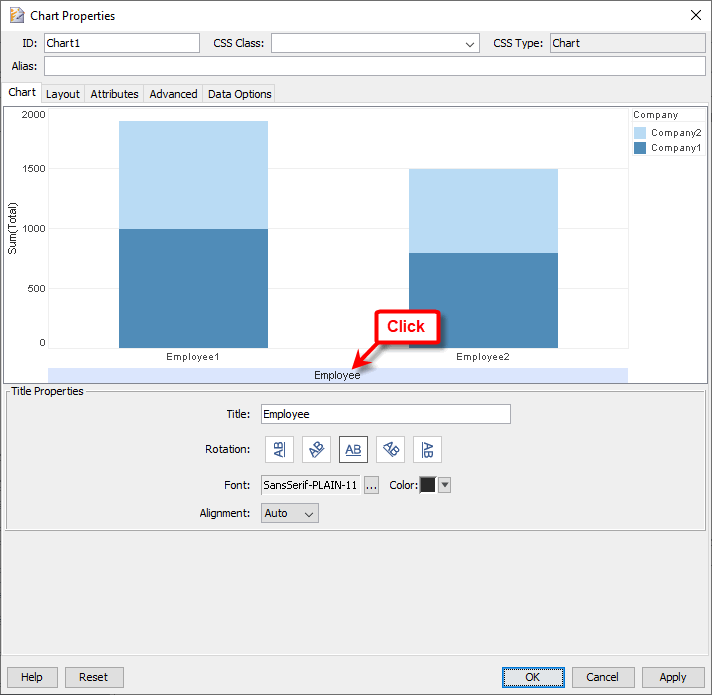 Chart Properties
ID: Chart1 CSS Class: CSS Type: Chart
Alias:
Chart Layout Attributes Advanced Data Options
2000
1500
1000
500
0
Sum(Total)
Company
Company2
Company1
Click
Employee1 Employee2
Employee
Title Properties
Title: Employee
Rotation: AB AB AB AB AB
Font: SansSerif-PLAIN-11 ... Color:
Alignment: Auto
Help Reset OK Cancel Apply